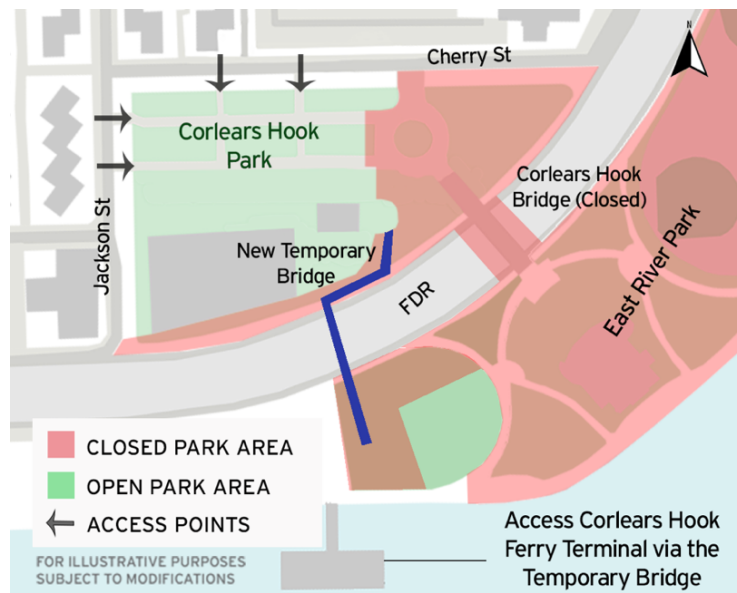 N
Cherry St
Corlears Hook
Park
Corlears Hook
Bridge (Closed)
Jackson St
New Temporary
Bridge
FDR
East River Park
CLOSED PARK AREA
OPEN PARK AREA
ACCESS POINTS
FOR ILLUSTRATIVE PURPOSES
SUBJECT TO MODIFICATIONS
Access Corlears Hook
Ferry Terminal via the
Temporary Bridge